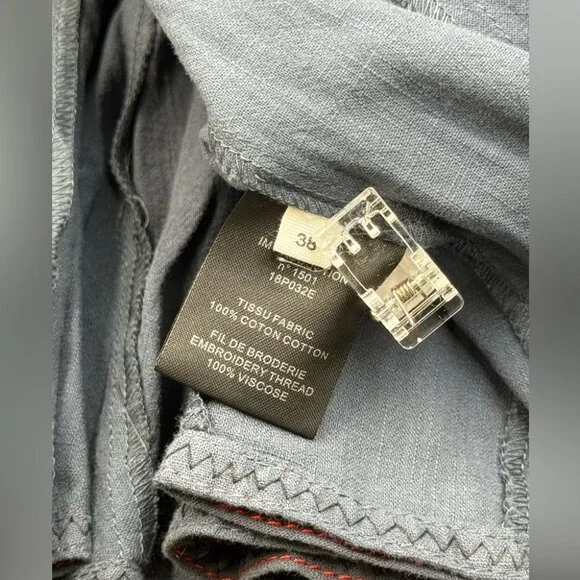 38
n° 1501
18P032E
TISSU FABRIC
100% COTON COTTON
FIL DE BRODERIE
EMBROIDERY THREAD
100% VISCOSE